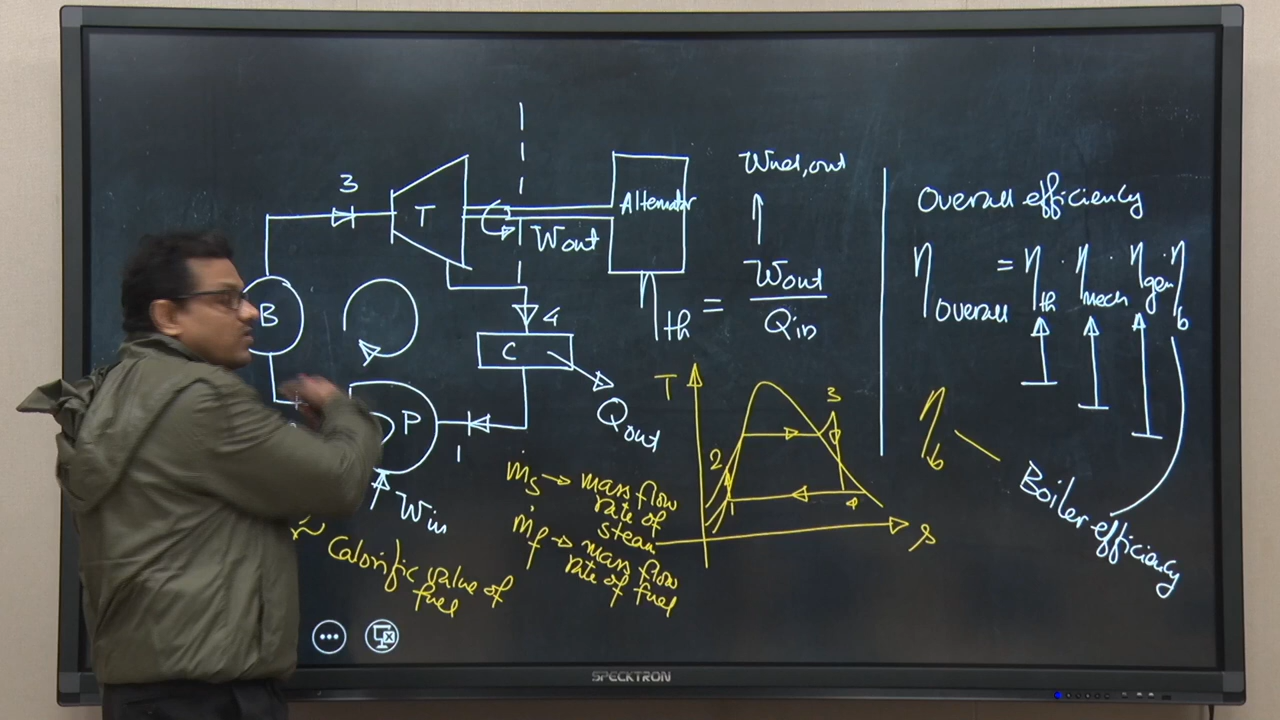 3
T
Alternator
Wout
B
4
C
Qout
P
1
Win
Wnet,out
ηth = Wout / Qin
Overall efficiency
ηoverall = ηth · ηmech · ηgen · ηb
ηb
Boiler efficiency
T
3
2
1
4
s
ṁs → mass flow
rate of
steam
ṁf → mass flow
rate of fuel
Calorific value of
fuel
SPECKTRON